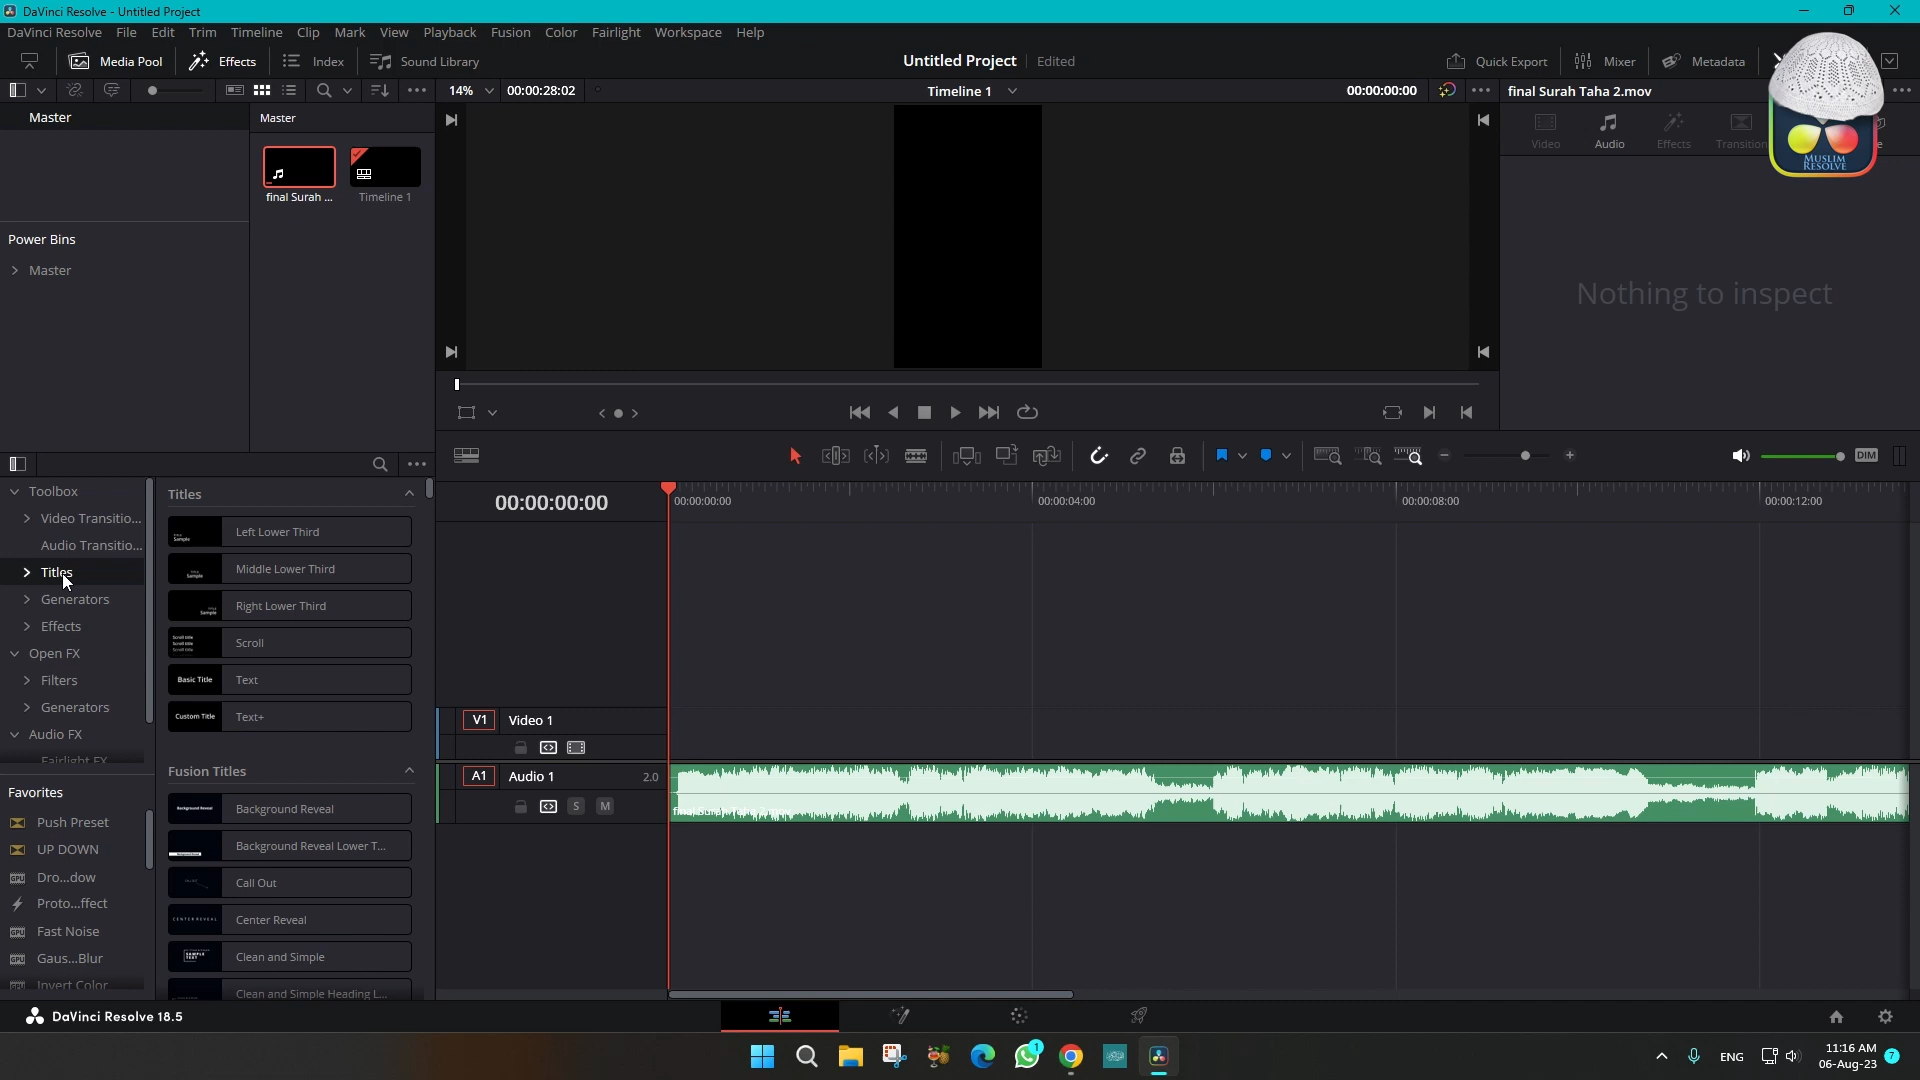 DaVinci Resolve - Untitled Project
DaVinci Resolve File Edit Trim Timeline Clip Mark View Playback Fusion Color Fairlight Workspace Help
Media Pool Effects Index Sound Library Untitled Project Edited Quick Export Mixer Metadata
14% 00:00:28:02 Timeline 1 00:00:00:00 final Surah Taha 2.mov
Master Master
Video Audio Effects Transition
MUSLIM
RESOLVE
final Surah ... Timeline 1
Power Bins
Master
Nothing to inspect
DIM
Toolbox
Video Transitio...
Audio Transitio...
Titles
Generators
Effects
Open FX
Filters
Generators
Audio FX
Fairlight FX
Favorites
Push Preset
UP DOWN
Dro...dow
Proto...ffect
Fast Noise
Gaus...Blur
Invert Color
Titles
Left Lower Third
Middle Lower Third
Right Lower Third
Scroll
Basic Title Text
Custom Title Text+
Fusion Titles
Background Reveal
Background Reveal Lower T...
Call Out
CENTER REVEAL Center Reveal
Clean and Simple
Clean and Simple Heading L...
00:00:00:00 00:00:00:00 00:00:04:00 00:00:08:00 00:00:12:00
V1 Video 1
A1 Audio 1 2.0
S M
final Surah Taha 2.mov
DaVinci Resolve 18.5
1
ENG
11:16 AM
06-Aug-23
7